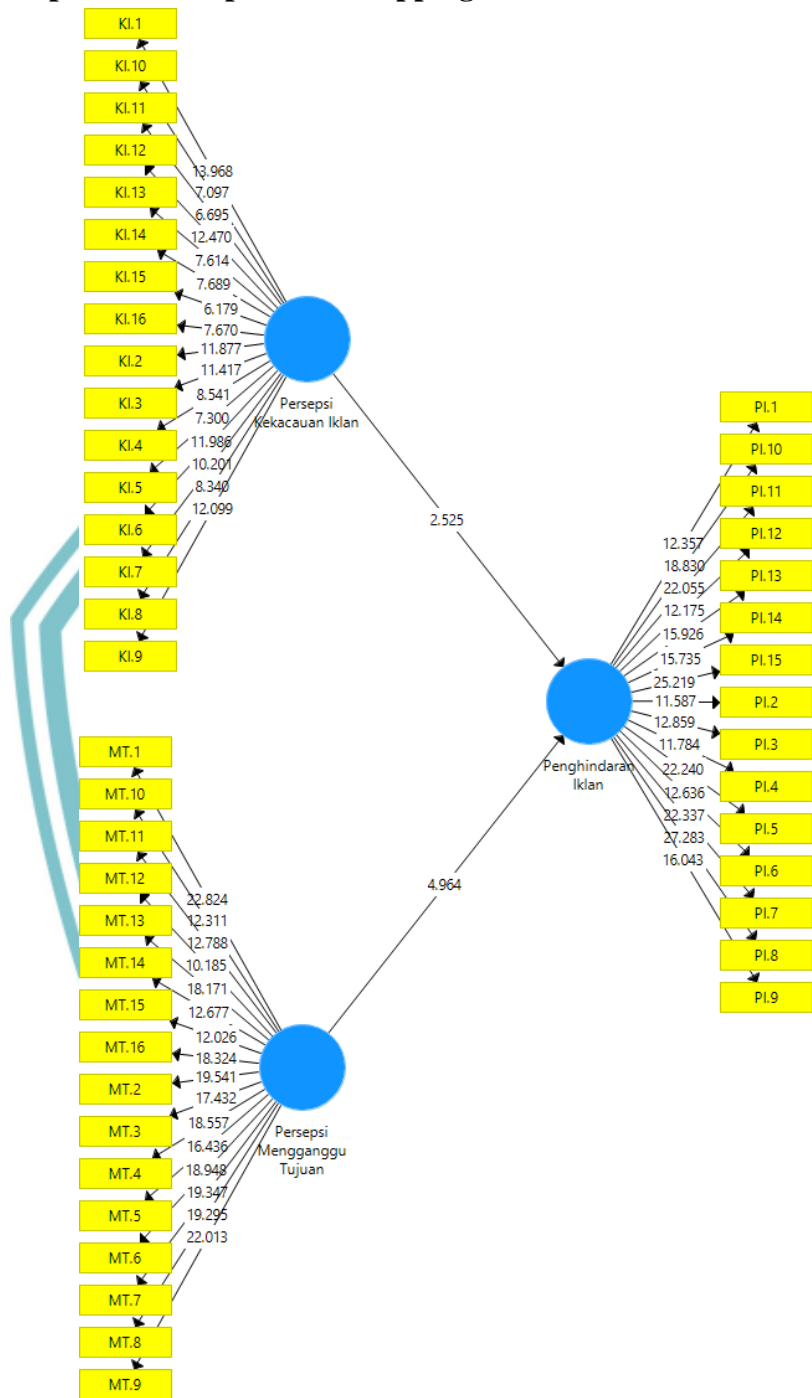 KI.1
KI.10
KI.11
KI.12
KI.13
KI.14
KI.15
KI.16
KI.2
KI.3
KI.4
KI.5
KI.6
KI.7
KI.8
KI.9
13.968
7.097
6.695
12.470
7.614
7.689
6.179
7.670
11.877
11.417
8.541
7.300
11.986
10.201
8.340
12.099
Persepsi
Kekacauan Iklan
2.525
MT.1
MT.10
MT.11
MT.12
MT.13
MT.14
MT.15
MT.16
MT.2
MT.3
MT.4
MT.5
MT.6
MT.7
MT.8
MT.9
22.824
12.311
12.788
10.185
18.171
12.677
12.026
18.324
19.541
17.432
18.557
16.436
18.948
19.347
19.295
22.013
Persepsi
Mengganggu
Tujuan
4.964
Penghindaran
Iklan
12.357
18.830
22.055
12.175
15.926
15.735
25.219
11.587
12.859
11.784
22.240
12.636
22.337
27.283
16.043
PI.1
PI.10
PI.11
PI.12
PI.13
PI.14
PI.15
PI.2
PI.3
PI.4
PI.5
PI.6
PI.7
PI.8
PI.9